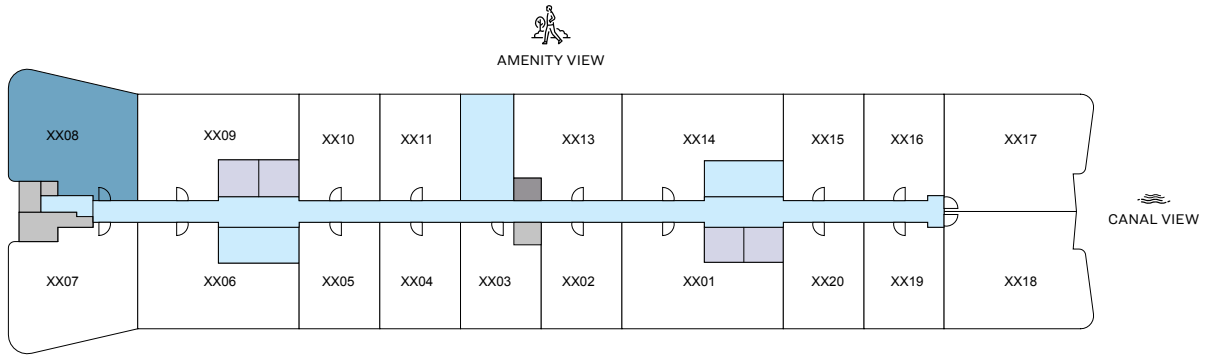 AMENITY VIEW
XX08
XX09
XX10
XX11
XX13
XX14
XX15
XX16
XX17
CANAL VIEW
XX07
XX06
XX05
XX04
XX03
XX02
XX01
XX20
XX19
XX18